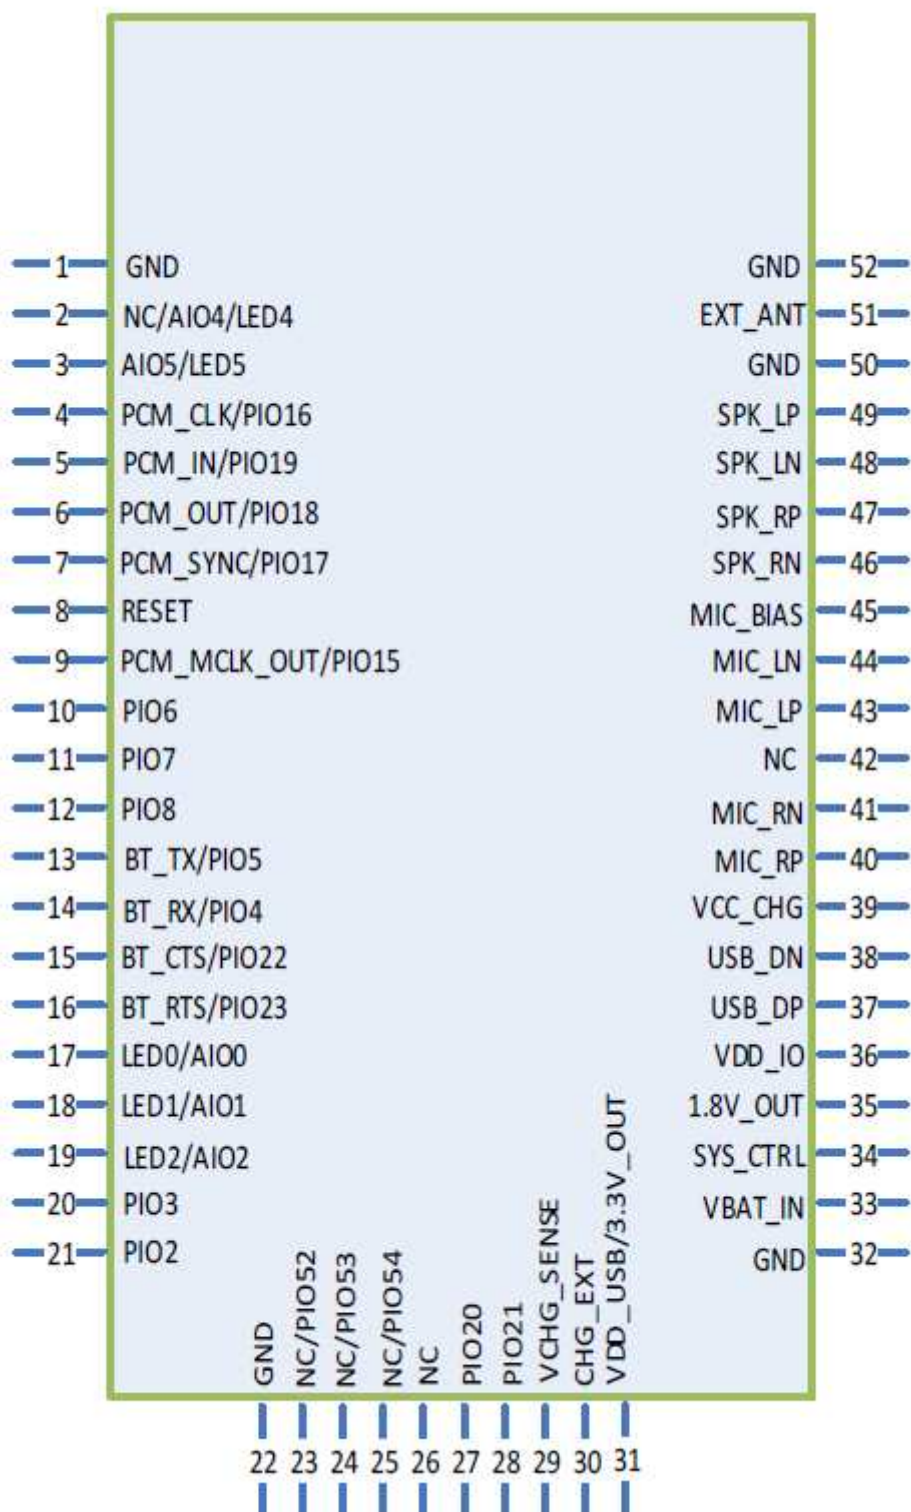 1 GND GND 52
2 NC/AIO4/LED4 EXT_ANT 51
3 AIO5/LED5 GND 50
4 PCM_CLK/PIO16 SPK_LP 49
5 PCM_IN/PIO19 SPK_LN 48
6 PCM_OUT/PIO18 SPK_RP 47
7 PCM_SYNC/PIO17 SPK_RN 46
8 RESET MIC_BIAS 45
9 PCM_MCLK_OUT/PIO15 MIC_LN 44
10 PIO6 MIC_LP 43
11 PIO7 NC 42
12 PIO8 MIC_RN 41
13 BT_TX/PIO5 MIC_RP 40
14 BT_RX/PIO4 VCC_CHG 39
15 BT_CTS/PIO22 USB_DN 38
16 BT_RTS/PIO23 USB_DP 37
17 LED0/AIO0 VDD_IO 36
18 LED1/AIO1 1.8V_OUT 35
19 LED2/AIO2 SYS_CTRL 34
20 PIO3 VBAT_IN 33
21 PIO2 GND 32
GND
NC/PIO52
NC/PIO53
NC/PIO54
NC
PIO20
PIO21
VCHG_SENSE
CHG_EXT
VDD_USB/3.3V_OUT
22 23 24 25 26 27 28 29 30 31